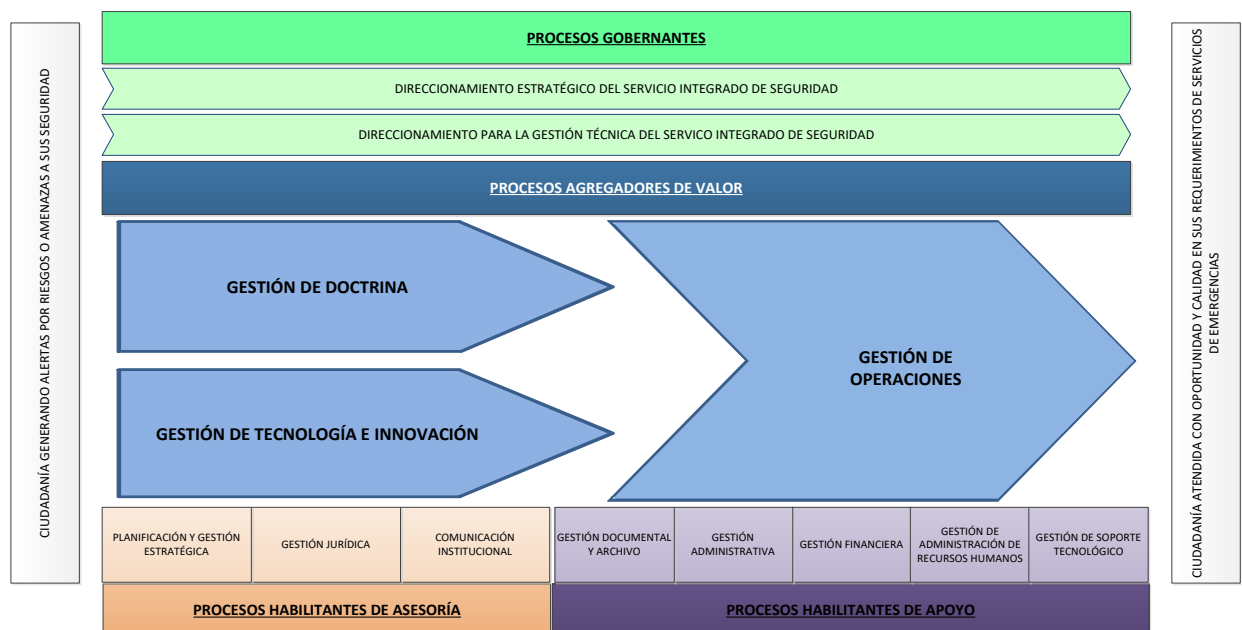 CIUDADANÍA GENERANDO ALERTAS POR RIESGOS O AMENAZAS A SUS SEGURIDAD
PROCESOS GOBERNANTES
DIRECCIONAMIENTO ESTRATÉGICO DEL SERVICIO INTEGRADO DE SEGURIDAD
DIRECCIONAMIENTO PARA LA GESTIÓN TÉCNICA DEL SERVICO INTEGRADO DE SEGURIDAD
PROCESOS AGREGADORES DE VALOR
GESTIÓN DE DOCTRINA
GESTIÓN DE TECNOLOGÍA E INNOVACIÓN
GESTIÓN DE
OPERACIONES
PLANIFICACIÓN Y GESTIÓN
ESTRATÉGICA
GESTIÓN JURÍDICA
COMUNICACIÓN
INSTITUCIONAL
GESTIÓN DOCUMENTAL
Y ARCHIVO
GESTIÓN
ADMINISTRATIVA
GESTIÓN FINANCIERA
GESTIÓN DE
ADMINISTRACIÓN DE
RECURSOS HUMANOS
GESTIÓN DE SOPORTE
TECNOLÓGICO
PROCESOS HABILITANTES DE ASESORÍA
PROCESOS HABILITANTES DE APOYO
CIUDADANÍA ATENDIDA CON OPORTUNIDAD Y CALIDAD EN SUS REQUERIMIENTOS DE SERVICIOS
DE EMERGENCIAS